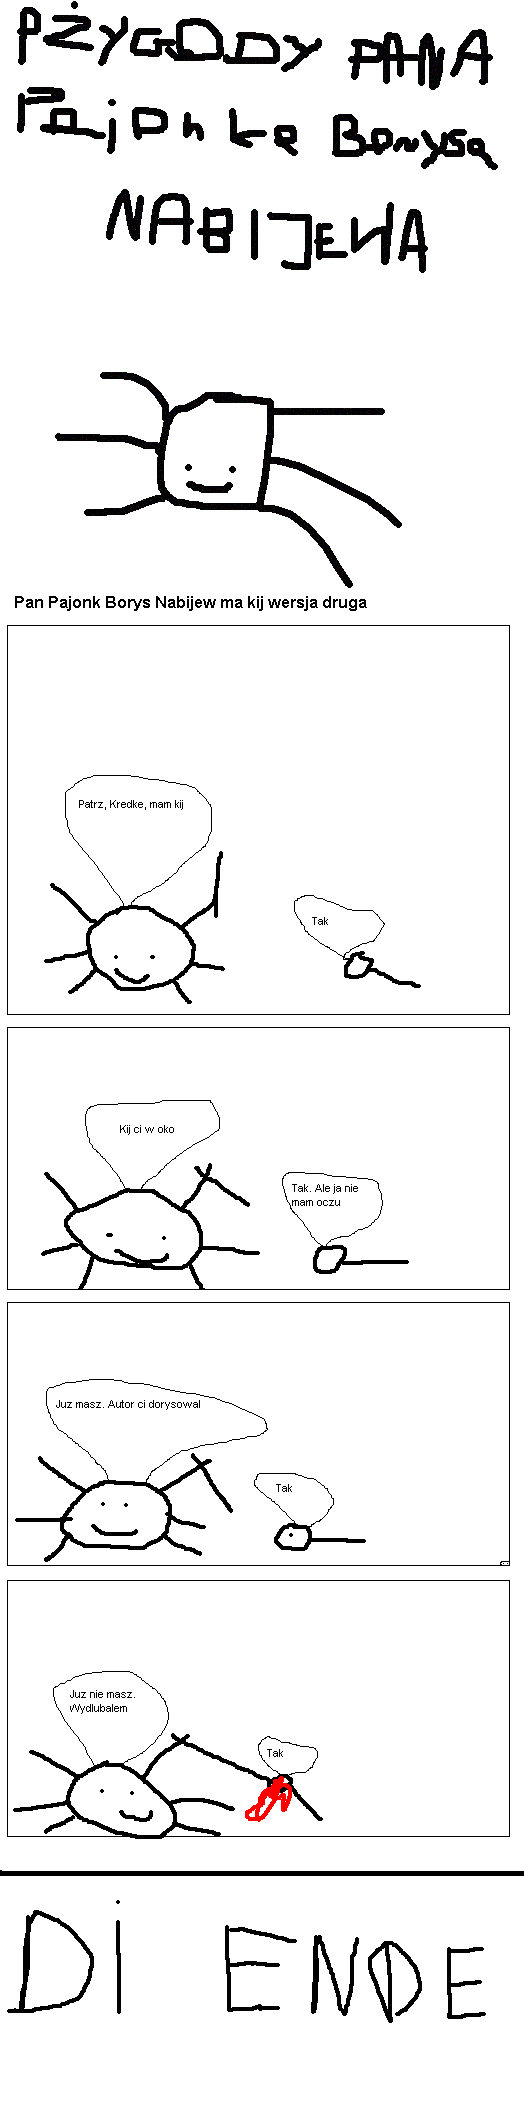 PŻYGODY PANA
Pajonka Borysa
NABIJEWA
Pan Pajonk Borys Nabijew ma kij wersja druga
Patrz, Kredke, mam kij
Tak
Kij ci w oko
Tak. Ale ja nie
mam oczu
Juz masz. Autor ci dorysowal
Tak
Juz nie masz.
Wydlubalem
Tak
Di ENDE